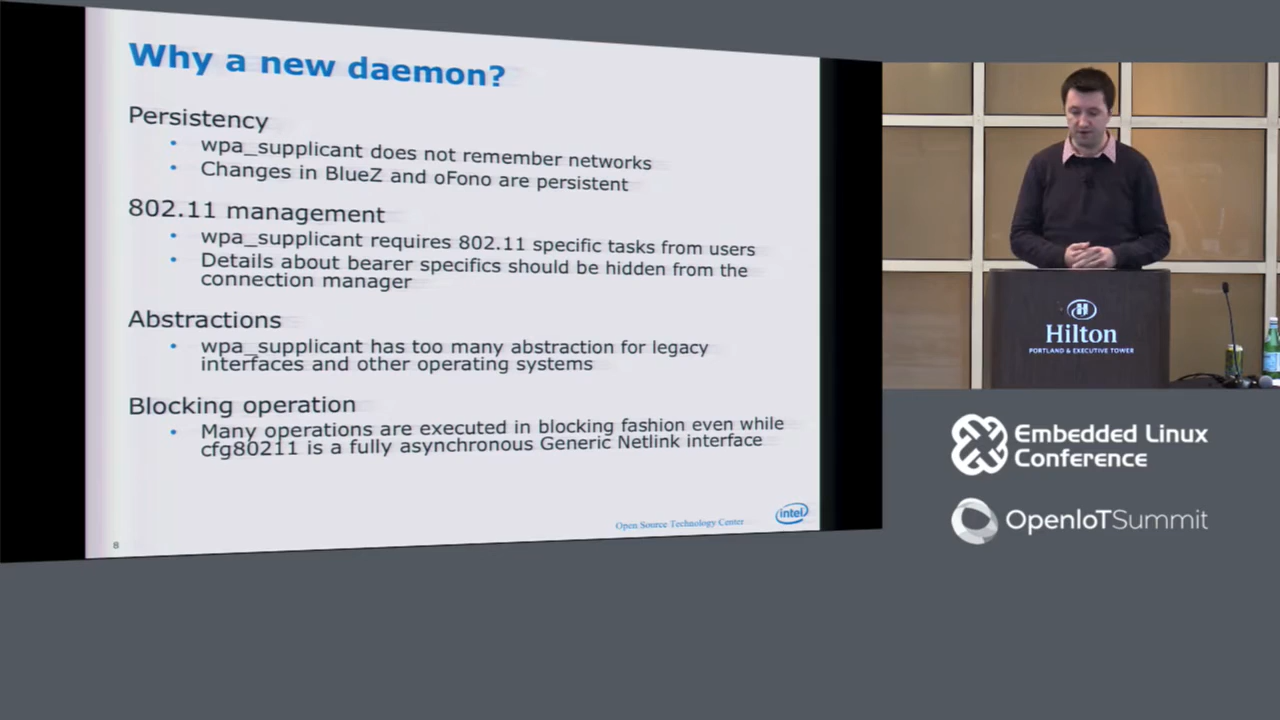 Why a new daemon?
Persistency
• wpa_supplicant does not remember networks
• Changes in BlueZ and oFono are persistent
802.11 management
• wpa_supplicant requires 802.11 specific tasks from users
• Details about bearer specifics should be hidden from the
connection manager
Abstractions
• wpa_supplicant has too many abstraction for legacy
interfaces and other operating systems
Blocking operation
• Many operations are executed in blocking fashion even while
cfg80211 is a fully asynchronous Generic Netlink interface
Open Source Technology Center
intel
8
H
Hilton
PORTLAND & EXECUTIVE TOWER
Embedded Linux
Conference
OpenIoTSummit